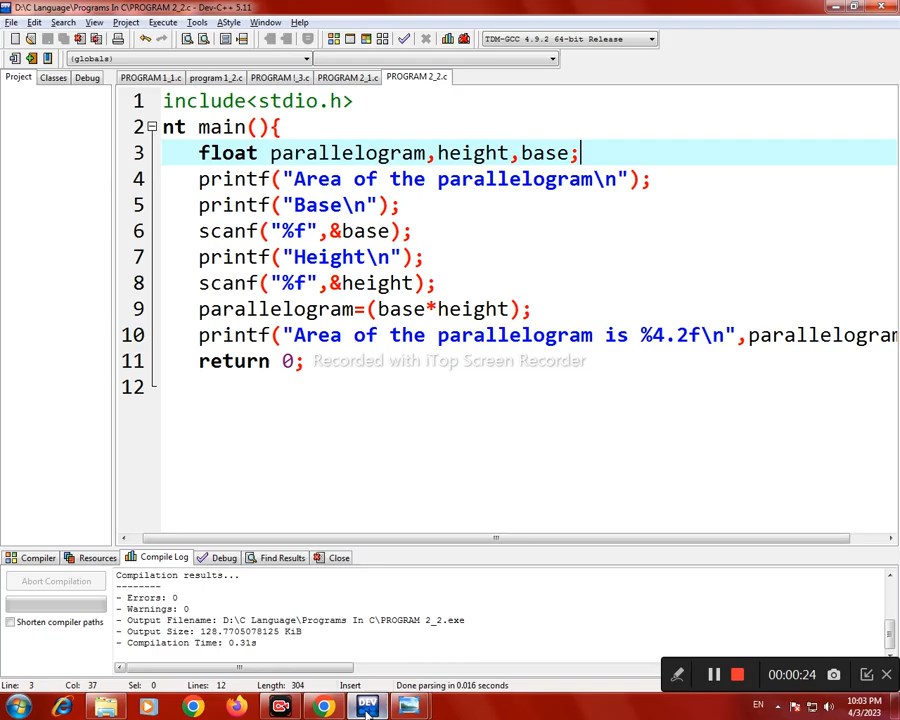 D:\C Language\Programs In C\PROGRAM 2_2.c - Dev-C++ 5.11
File Edit Search View Project Execute Tools AStyle Window Help
TDM-GCC 4.9.2 64-bit Release
(globals)
Project Classes Debug PROGRAM 1_1.c program 1_2.c PROGRAM !_3.c PROGRAM 2_1.c PROGRAM 2_2.c
1 include<stdio.h>
2 nt main(){
3 float parallelogram,height,base;
4 printf("Area of the parallelogram\n");
5 printf("Base\n");
6 scanf("%f",&base);
7 printf("Height\n");
8 scanf("%f",&height);
9 parallelogram=(base*height);
10 printf("Area of the parallelogram is %4.2f\n",parallelogram
11 return 0;
Recorded with iTop Screen Recorder
12
Compiler Resources Compile Log Debug Find Results Close
Abort Compilation
Shorten compiler paths
Compilation results...
--------
- Errors: 0
- Warnings: 0
- Output Filename: D:\C Language\Programs In C\PROGRAM 2_2.exe
- Output Size: 128.7705078125 KiB
- Compilation Time: 0.31s
Line: 3 Col: 37 Sel: 0 Lines: 12 Length: 304 Insert Done parsing in 0.016 seconds
00:00:24
DEV
EN
10:03 PM
4/3/2023